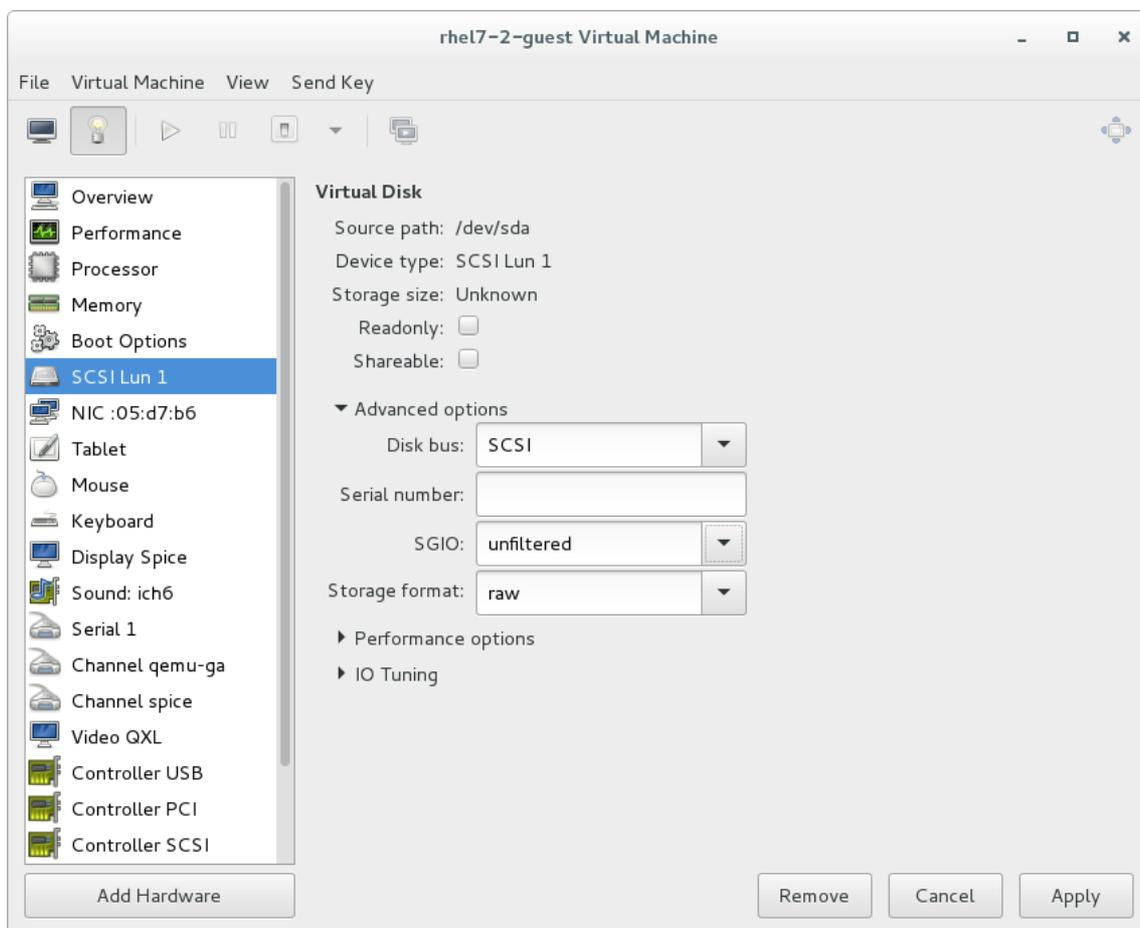 rhel7-2-guest Virtual Machine
File Virtual Machine View Send Key
Overview
Performance
Processor
Memory
Boot Options
SCSI Lun 1
NIC :05:d7:b6
Tablet
Mouse
Keyboard
Display Spice
Sound: ich6
Serial 1
Channel qemu-ga
Channel spice
Video QXL
Controller USB
Controller PCI
Controller SCSI
Add Hardware
Virtual Disk
Source path: /dev/sda
Device type: SCSI Lun 1
Storage size: Unknown
Readonly:
Shareable:
Advanced options
Disk bus: SCSI
Serial number:
SGIO: unfiltered
Storage format: raw
Performance options
IO Tuning
Remove Cancel Apply